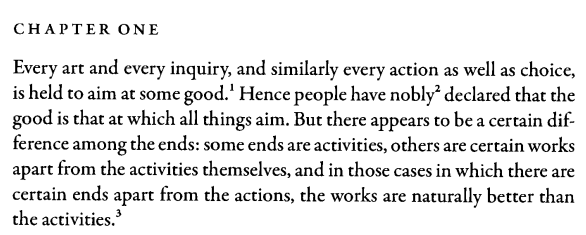 CHAPTER ONE
Every art and every inquiry, and similarly every action as well as choice,
is held to aim at some good.¹ Hence people have nobly² declared that the
good is that at which all things aim. But there appears to be a certain dif-
ference among the ends: some ends are activities, others are certain works
apart from the activities themselves, and in those cases in which there are
certain ends apart from the actions, the works are naturally better than
the activities.³